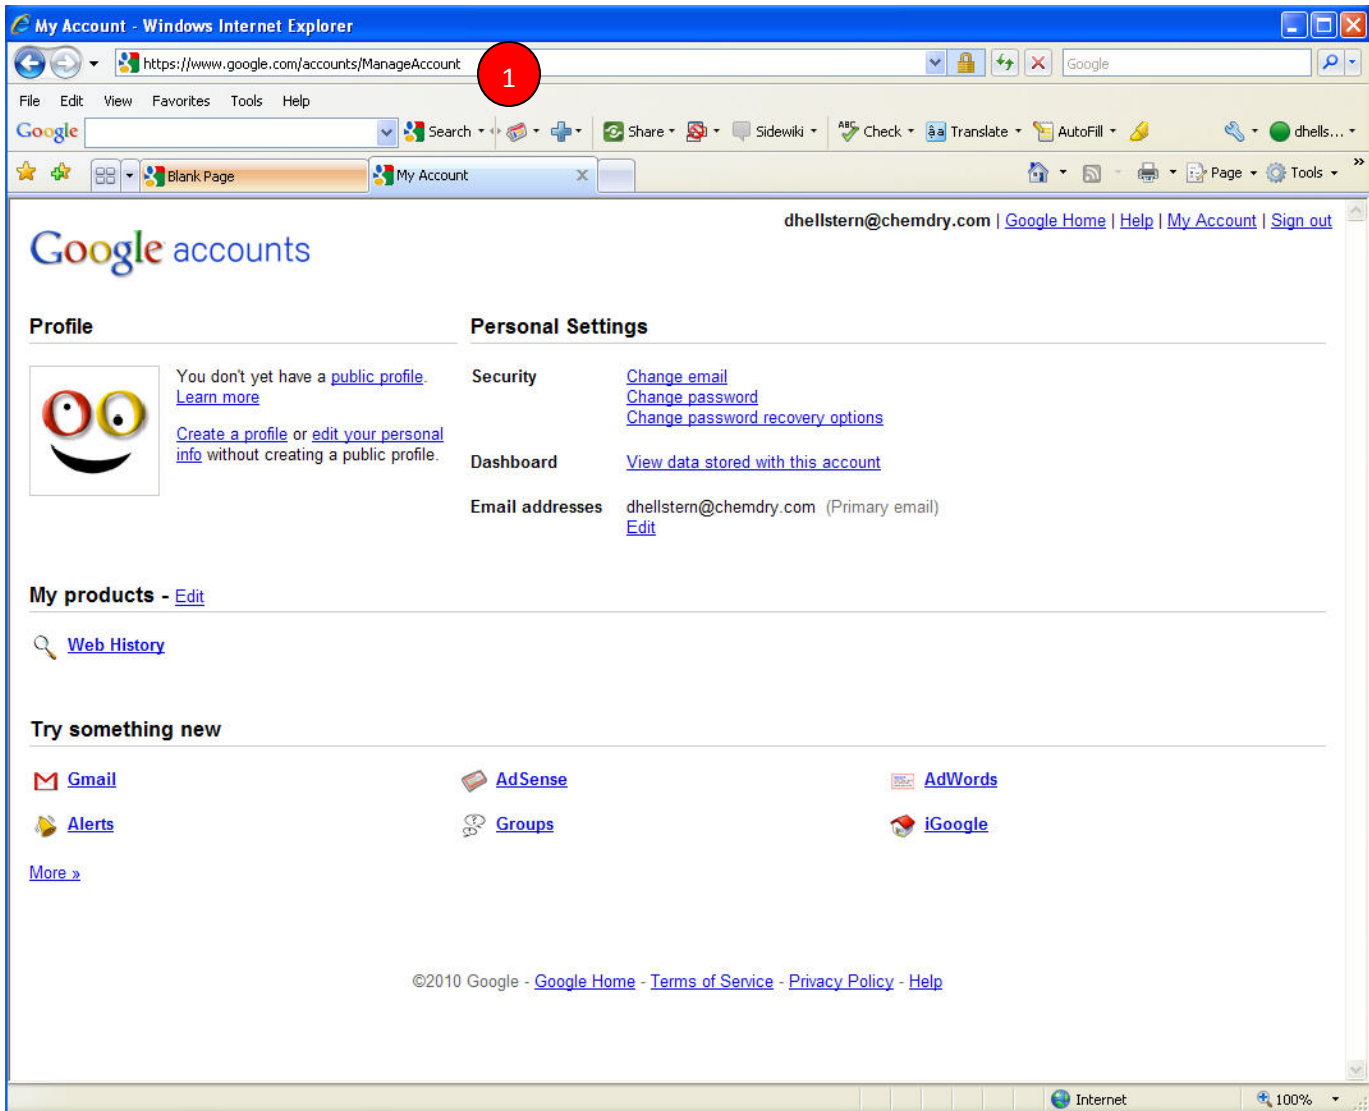 My Account - Windows Internet Explorer
https://www.google.com/accounts/ManageAccount
1
Google
File Edit View Favorites Tools Help
Google Search Share Sidewiki ABC Check āa Translate AutoFill dhells...
Blank Page My Account Page Tools »
dhellstern@chemdry.com | Google Home | Help | My Account | Sign out
Google accounts
Profile
You don't yet have a public profile.
Learn more
Create a profile or edit your personal
info without creating a public profile.
Personal Settings
Security Change email
Change password
Change password recovery options
Dashboard View data stored with this account
Email addresses dhellstern@chemdry.com (Primary email)
Edit
My products - Edit
Web History
Try something new
Gmail AdSense AdWords
Alerts Groups iGoogle
More »
©2010 Google - Google Home - Terms of Service - Privacy Policy - Help
Internet 100%